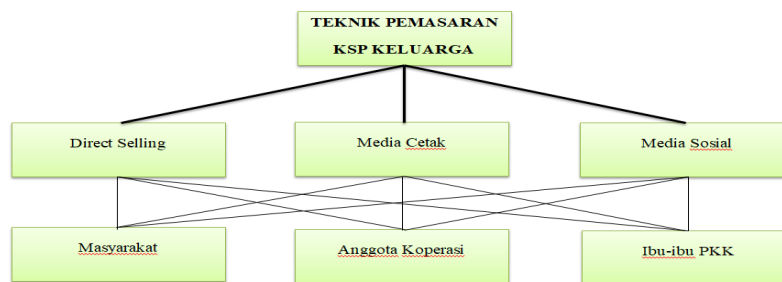 TEKNIK PEMASARAN
KSP KELUARGA
Direct Selling
Media Cetak
Media Sosial
Masyarakat
Anggota Koperasi
Ibu-ibu PKK